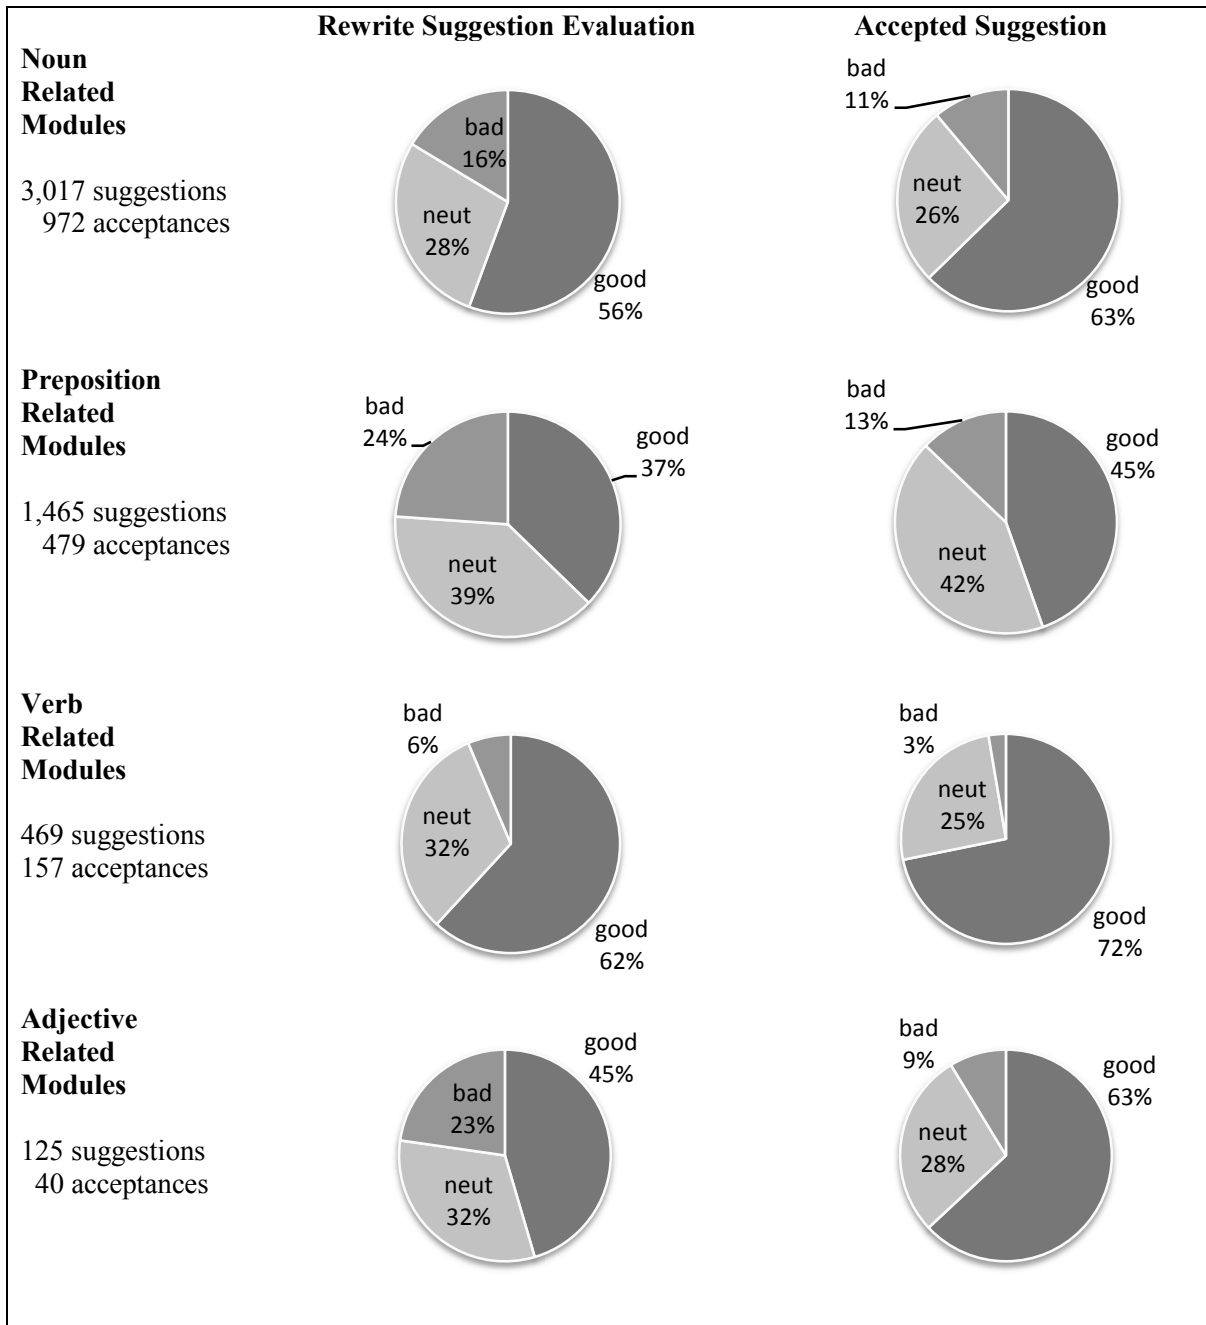 Rewrite Suggestion Evaluation
Accepted Suggestion
Noun
Related
Modules
3,017 suggestions
972 acceptances
bad
16%
neut
28%
good
56%
bad
11%
neut
26%
good
63%
Preposition
Related
Modules
1,465 suggestions
479 acceptances
bad
24%
good
37%
neut
39%
bad
13%
good
45%
neut
42%
Verb
Related
Modules
469 suggestions
157 acceptances
bad
6%
neut
32%
good
62%
bad
3%
neut
25%
good
72%
Adjective
Related
Modules
125 suggestions
40 acceptances
good
45%
bad
23%
neut
32%
bad
9%
good
63%
neut
28%